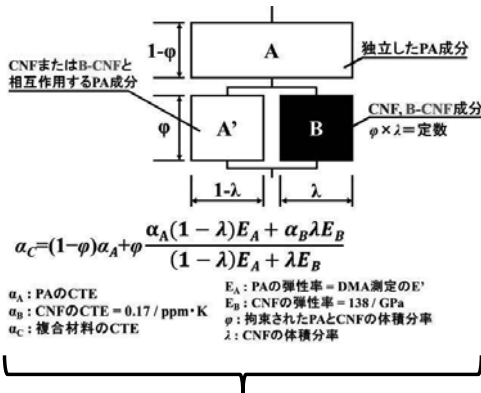 1-φ
A
独立したPA成分
CNFまたはB-CNFと
相互作用するPA成分
φ
A'
B
CNF, B-CNF成分
φ×λ=定数
1-λ
λ
α_C=(1-φ)α_A+φ (α_A(1-λ)E_A+α_BλE_B)/((1-λ)E_A+λE_B)
α_A : PAのCTE
α_B : CNFのCTE = 0.17 / ppm・K
α_C : 複合材料のCTE
E_A : PAの弾性率 = DMA測定のE'
E_B : CNFの弾性率 = 138 / GPa
φ : 拘束されたPAとCNFの体積分率
λ : CNFの体積分率